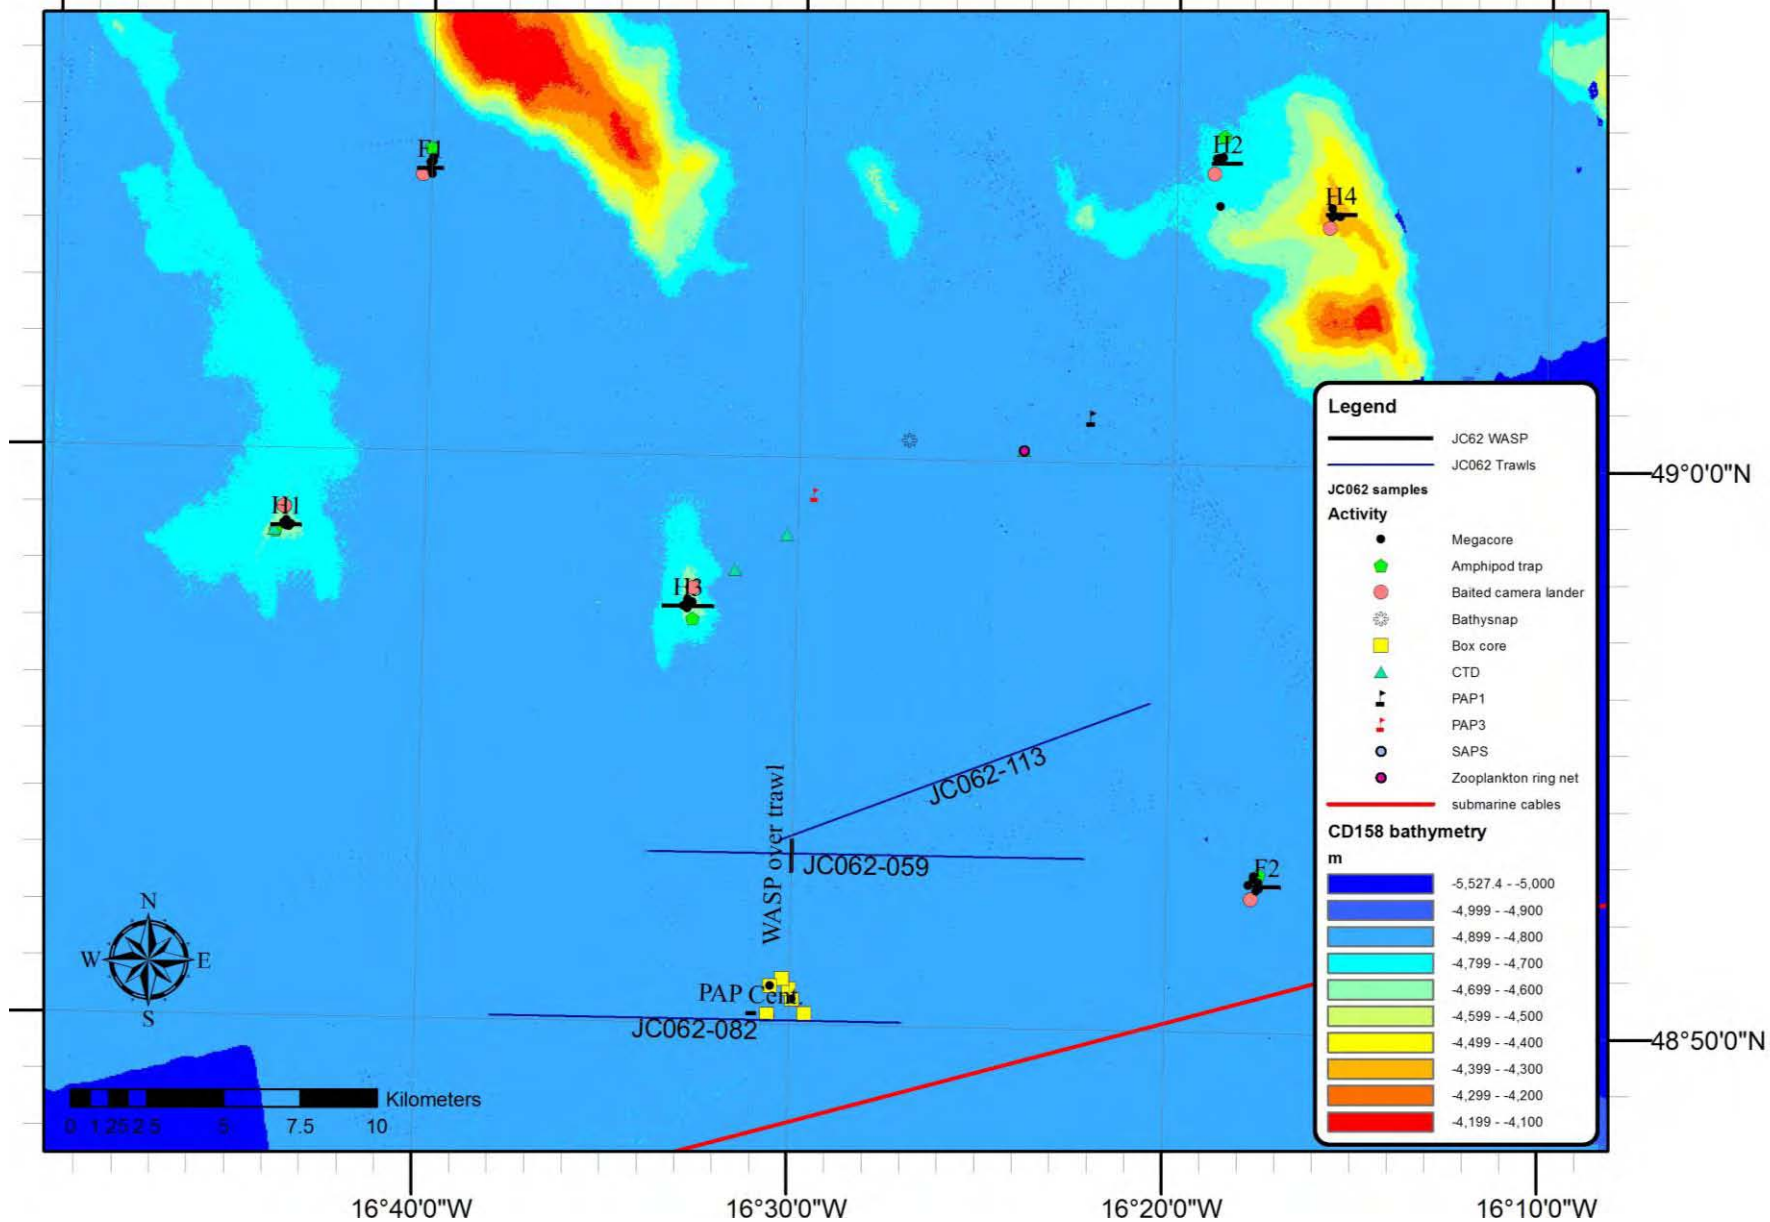 F1
H2
H4
H1
H3
JC062-113
WASP over trawl
JC062-059
F2
PAP Cent.
JC062-082
N
W
E
S
Kilometers
0 1.25 2.5 5 7.5 10
Legend
JC62 WASP
JC062 Trawls
JC062 samples
Activity
Megacore
Amphipod trap
Baited camera lander
Bathysnap
Box core
CTD
PAP1
PAP3
SAPS
Zooplankton ring net
submarine cables
CD158 bathymetry
m
-5,527.4 - -5,000
-4,999 - -4,900
-4,899 - -4,800
-4,799 - -4,700
-4,699 - -4,600
-4,599 - -4,500
-4,499 - -4,400
-4,399 - -4,300
-4,299 - -4,200
-4,199 - -4,100
49°0'0"N
48°50'0"N
16°40'0"W
16°30'0"W
16°20'0"W
16°10'0"W